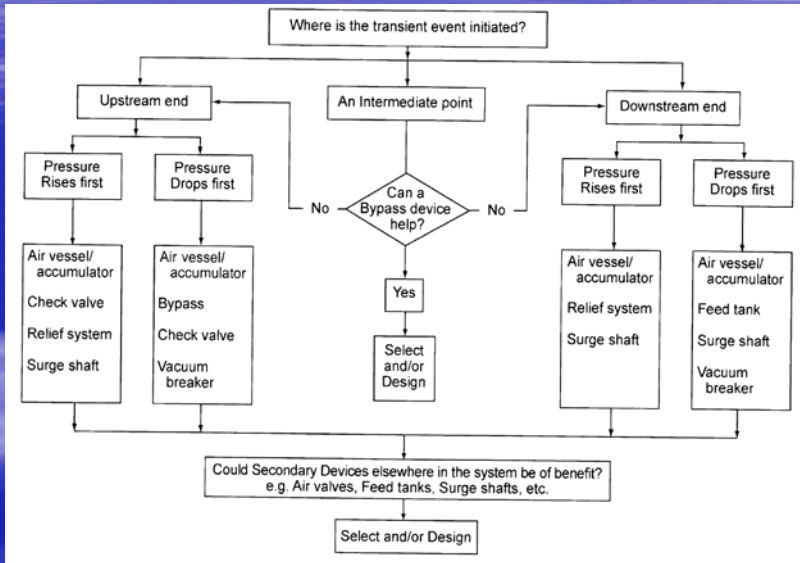 Where is the transient event initiated?
Upstream end
An Intermediate point
Downstream end
Pressure
Rises first
Pressure
Drops first
Can a
Bypass device
help?
No
No
Pressure
Rises first
Pressure
Drops first
Air vessel/
accumulator
Check valve
Relief system
Surge shaft
Air vessel/
accumulator
Bypass
Check valve
Vacuum
breaker
Yes
Select
and/or
Design
Air vessel/
accumulator
Relief system
Surge shaft
Air vessel/
accumulator
Feed tank
Surge shaft
Vacuum
breaker
Could Secondary Devices elsewhere in the system be of benefit?
e.g. Air valves, Feed tanks, Surge shafts, etc.
Select and/or Design